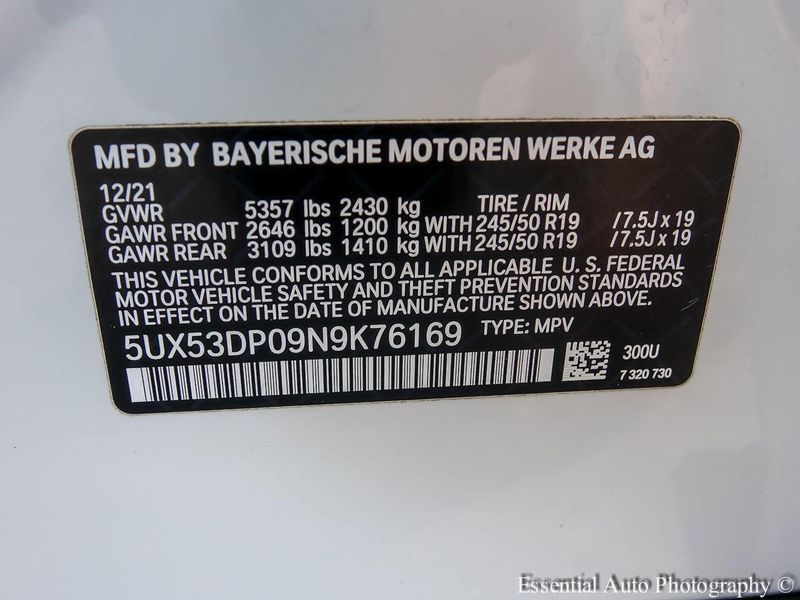 MFD BY BAYERISCHE MOTOREN WERKE AG
12/21
GVWR 5357 lbs 2430 kg TIRE / RIM
GAWR FRONT 2646 lbs 1200 kg WITH 245/50 R19 /7.5J x 19
GAWR REAR 3109 lbs 1410 kg WITH 245/50 R19 /7.5J x 19
THIS VEHICLE CONFORMS TO ALL APPLICABLE U. S. FEDERAL
MOTOR VEHICLE SAFETY AND THEFT PREVENTION STANDARDS
IN EFFECT ON THE DATE OF MANUFACTURE SHOWN ABOVE.
5UX53DP09N9K76169 TYPE: MPV
300U
7 320 730
Essential Auto Photography ©